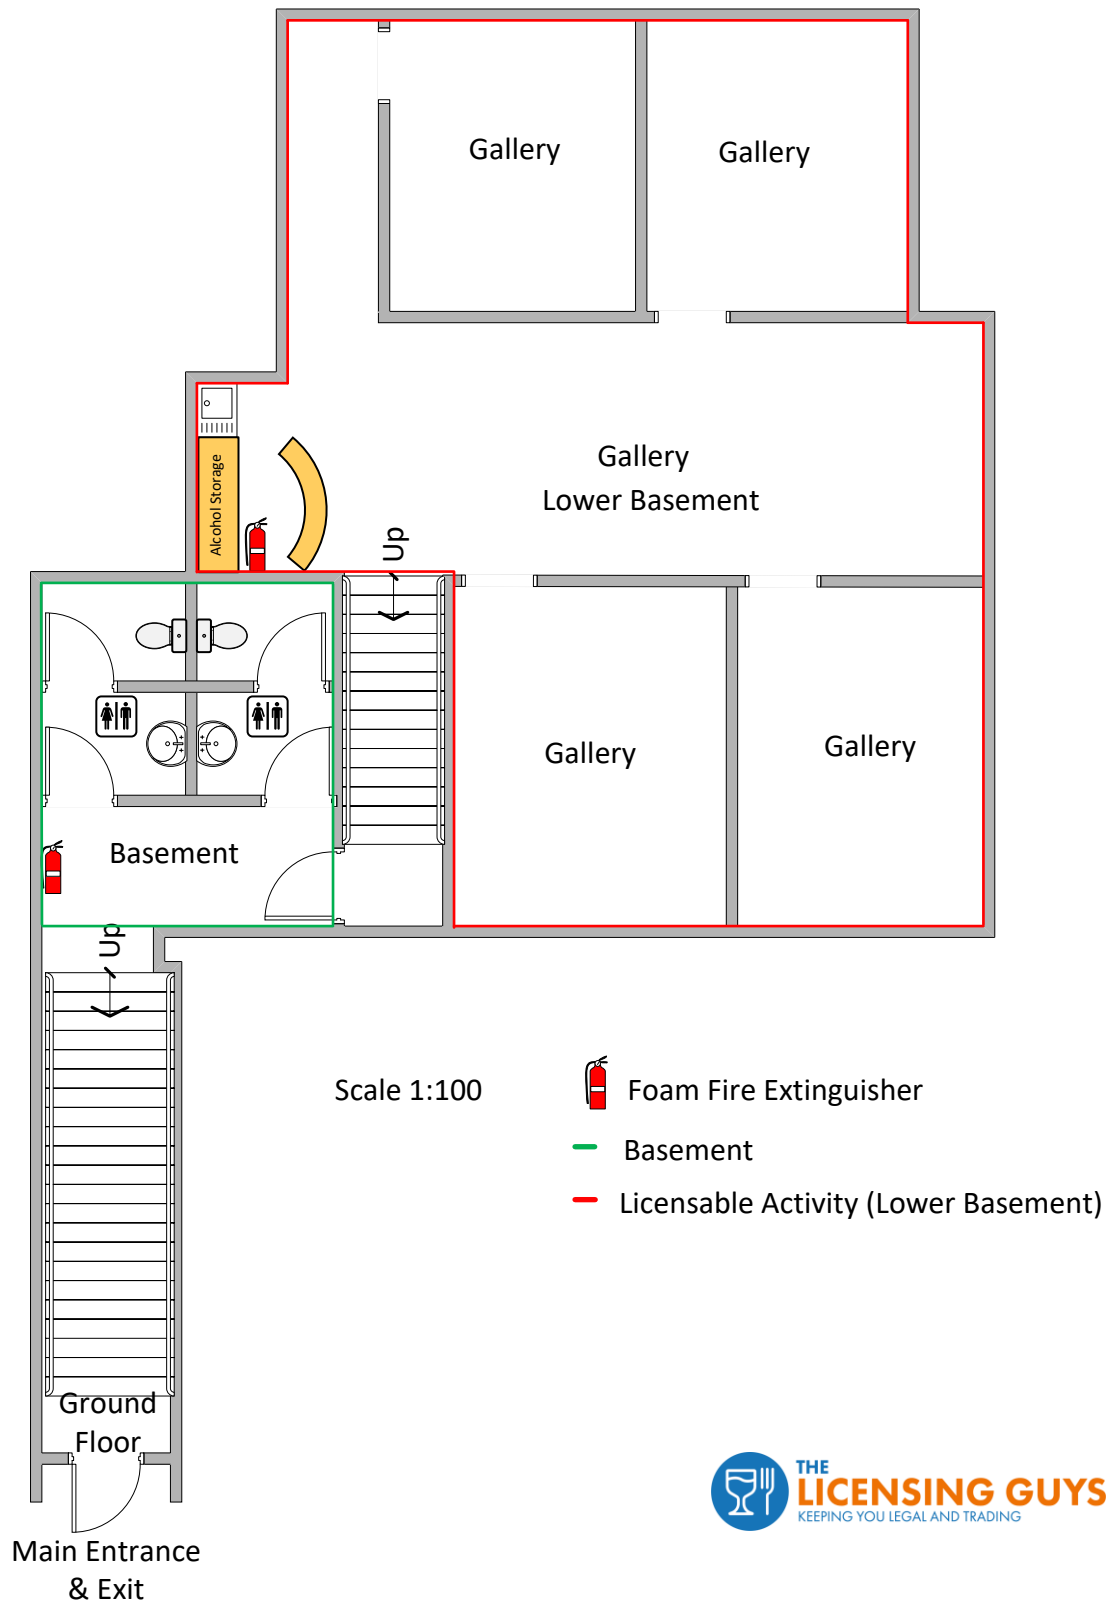 Gallery
Gallery
Gallery
Lower Basement
Alcohol Storage
Up
Gallery
Gallery
Basement
Up
Scale 1:100
Foam Fire Extinguisher
Basement
Licensable Activity (Lower Basement)
Ground
Floor
Main Entrance
& Exit
THE
LICENSING GUYS
KEEPING YOU LEGAL AND TRADING